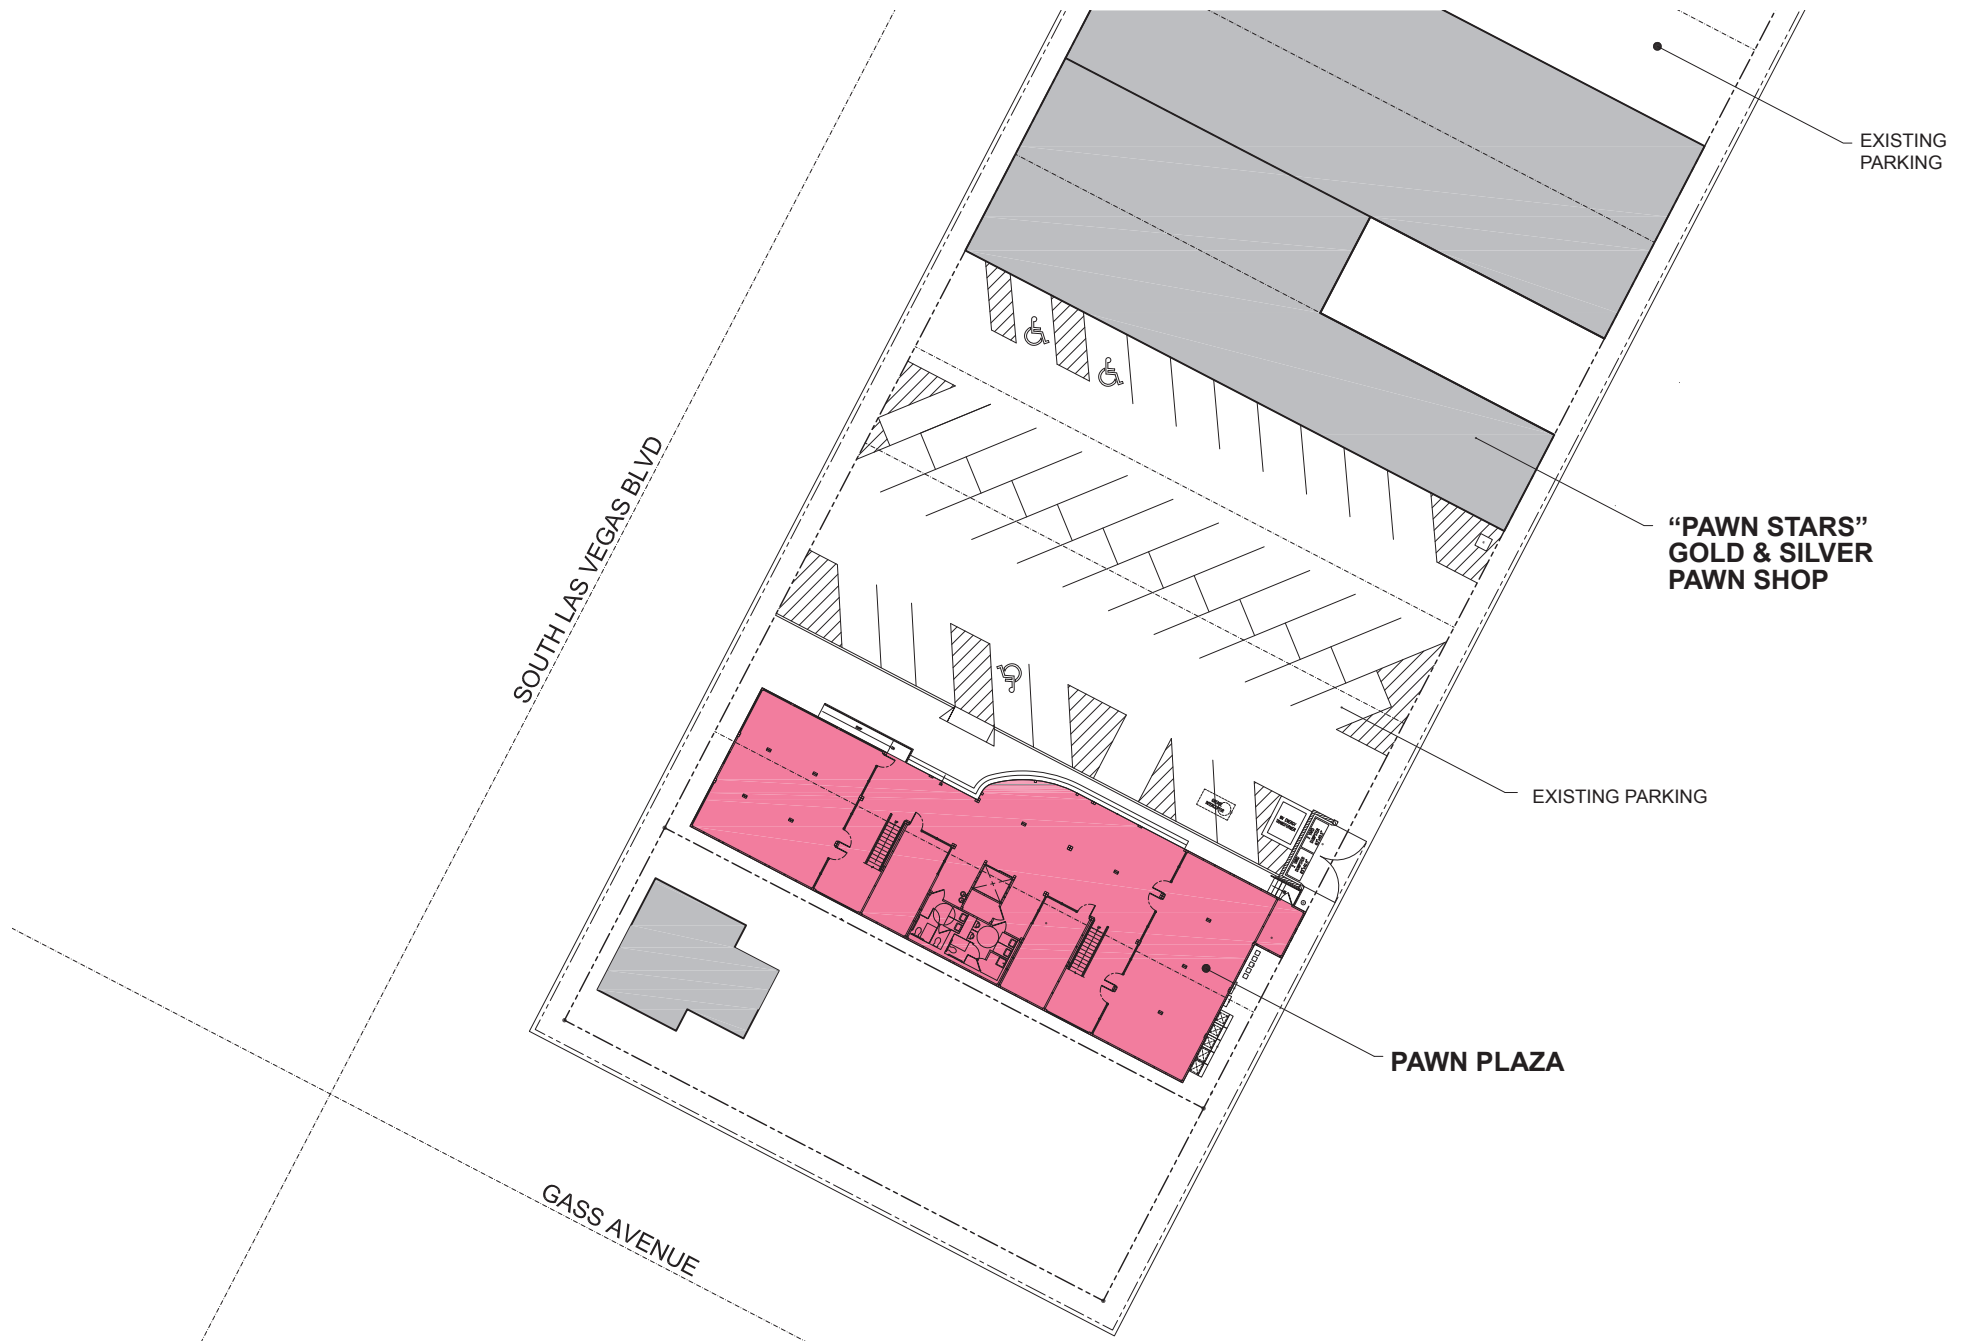 EXISTING
PARKING
SOUTH LAS VEGAS BLVD
“PAWN STARS”
GOLD & SILVER
PAWN SHOP
EXISTING PARKING
PAWN PLAZA
GASS AVENUE